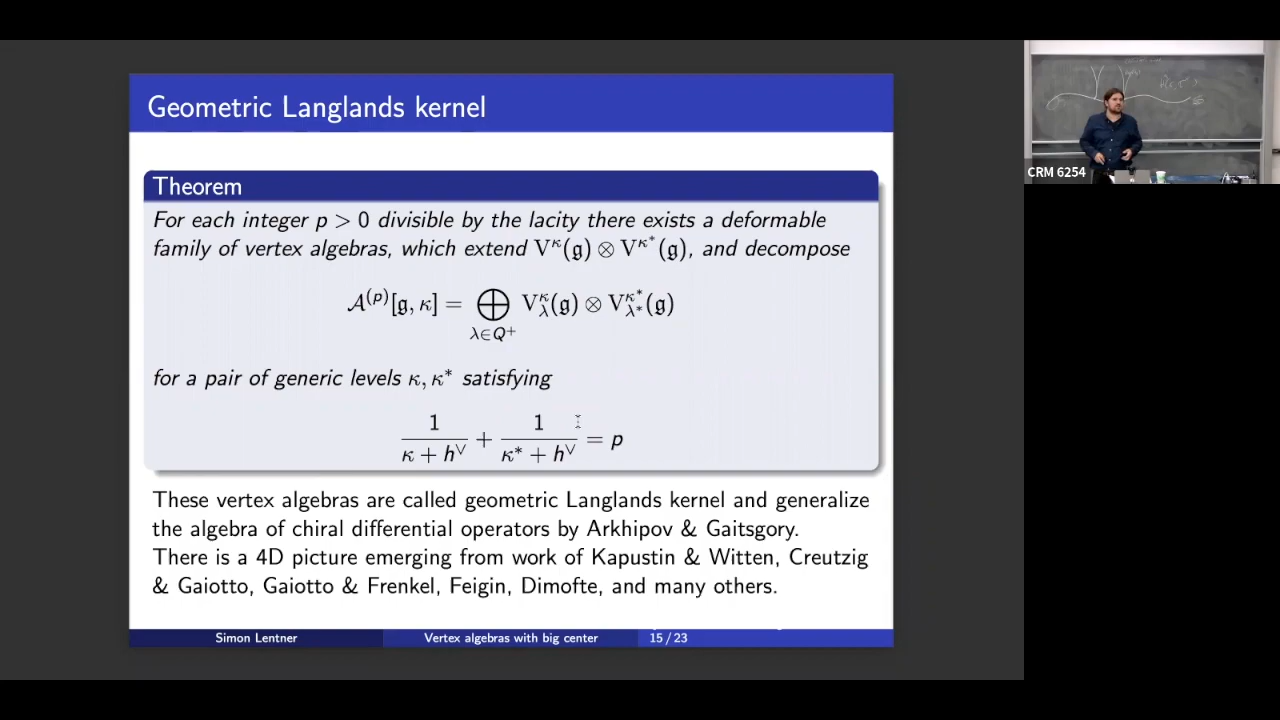 Geometric Langlands kernel
Theorem
For each integer p > 0 divisible by the lacity there exists a deformable
family of vertex algebras, which extend V^κ(𝔤) ⊗ V^{κ*}(𝔤), and decompose
𝒜^{(p)}[𝔤, κ] = ⊕_{λ∈Q⁺} V^κ_λ(𝔤) ⊗ V^{κ*}_{λ*}(𝔤)
for a pair of generic levels κ, κ* satisfying
1/(κ + h^∨) + 1/(κ* + h^∨) = p
These vertex algebras are called geometric Langlands kernel and generalize
the algebra of chiral differential operators by Arkhipov & Gaitsgory.
There is a 4D picture emerging from work of Kapustin & Witten, Creutzig
& Gaiotto, Gaiotto & Frenkel, Feigin, Dimofte, and many others.
Simon Lentner
Vertex algebras with big center
15 / 23
CRM 6254